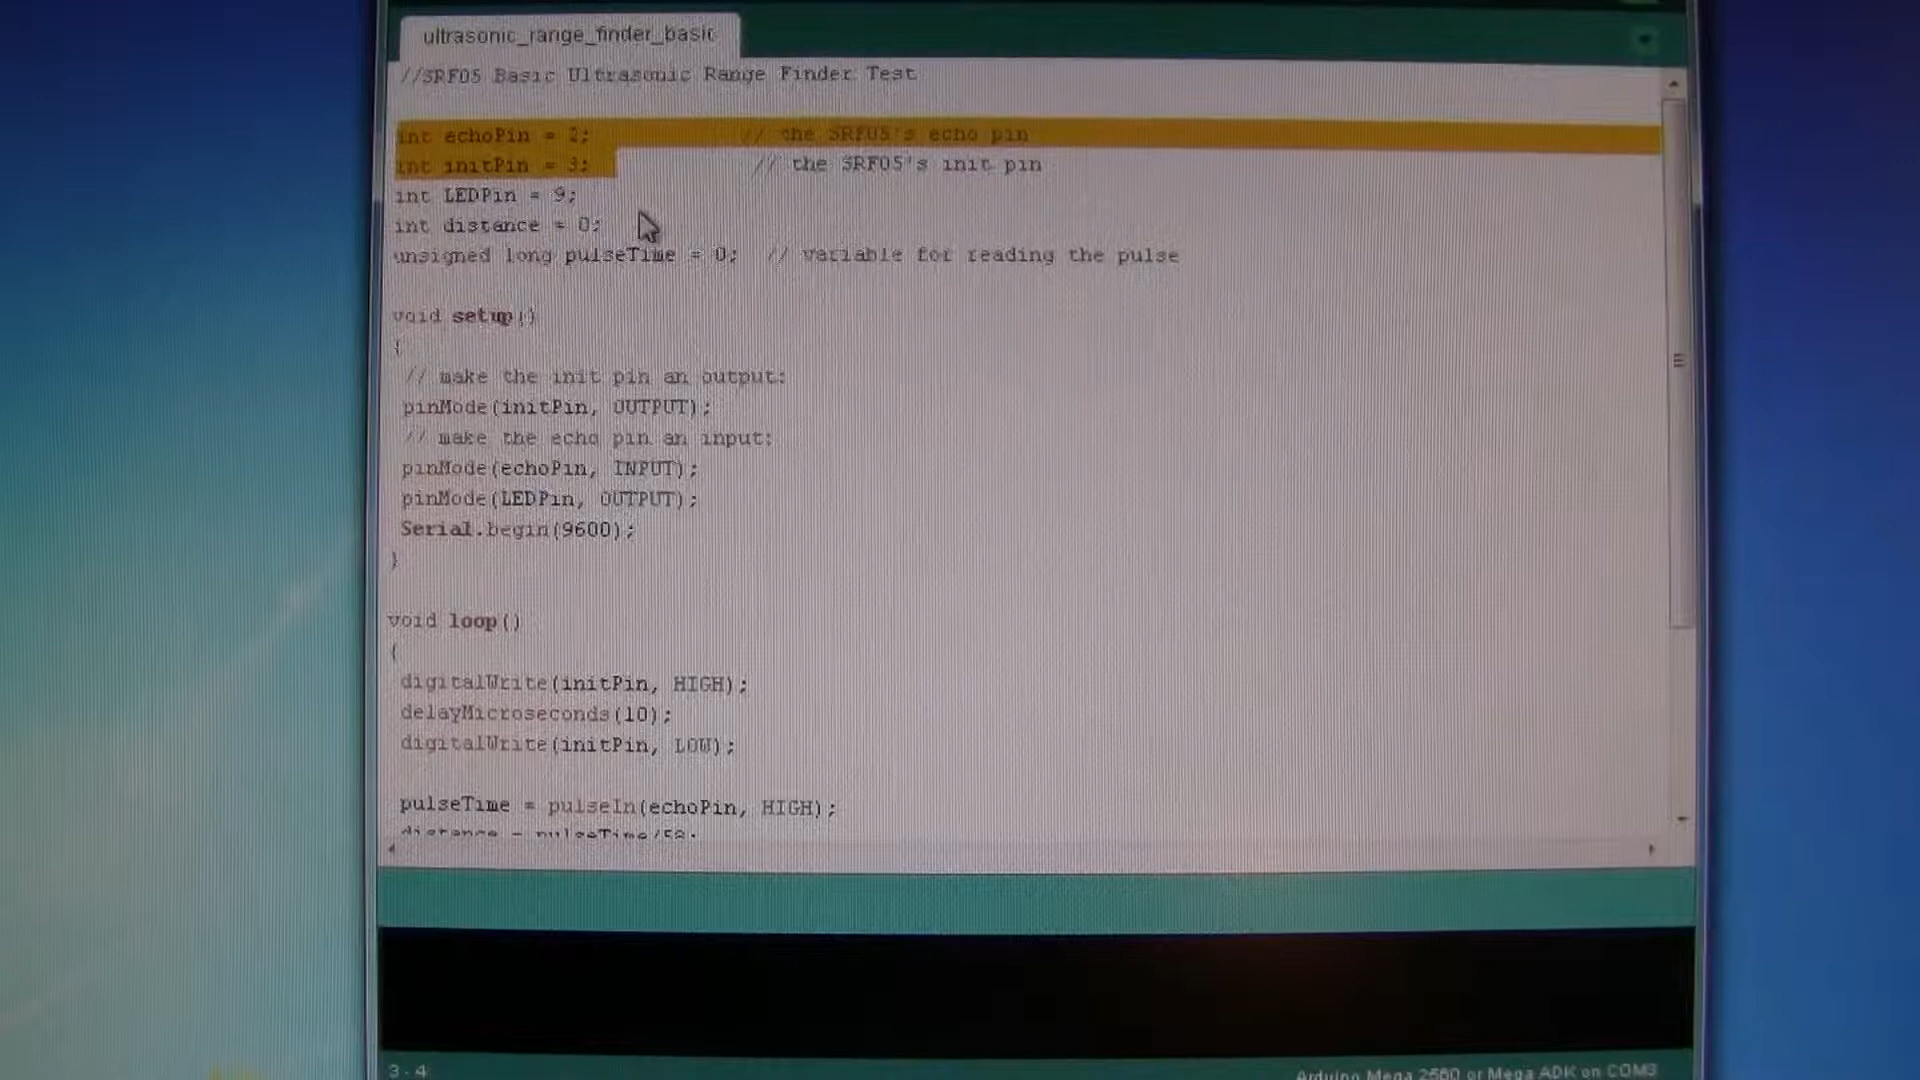 ultrasonic_range_finder_basic
//SRF05 Basic Ultrasonic Range Finder Test
int echoPin = 2; // the SRF05's echo pin
int initPin = 3; // the SRF05's init pin
int LEDPin = 9;
int distance = 0;
unsigned long pulseTime = 0; // variable for reading the pulse
void setup()
{
// make the init pin an output:
pinMode(initPin, OUTPUT);
// make the echo pin an input:
pinMode(echoPin, INPUT);
pinMode(LEDPin, OUTPUT);
Serial.begin(9600);
}
void loop()
{
digitalWrite(initPin, HIGH);
delayMicroseconds(10);
digitalWrite(initPin, LOW);
pulseTime = pulseIn(echoPin, HIGH);
distance = pulseTime/58;
3 - 4
Arduino Mega 2560 or Mega ADK on COM3